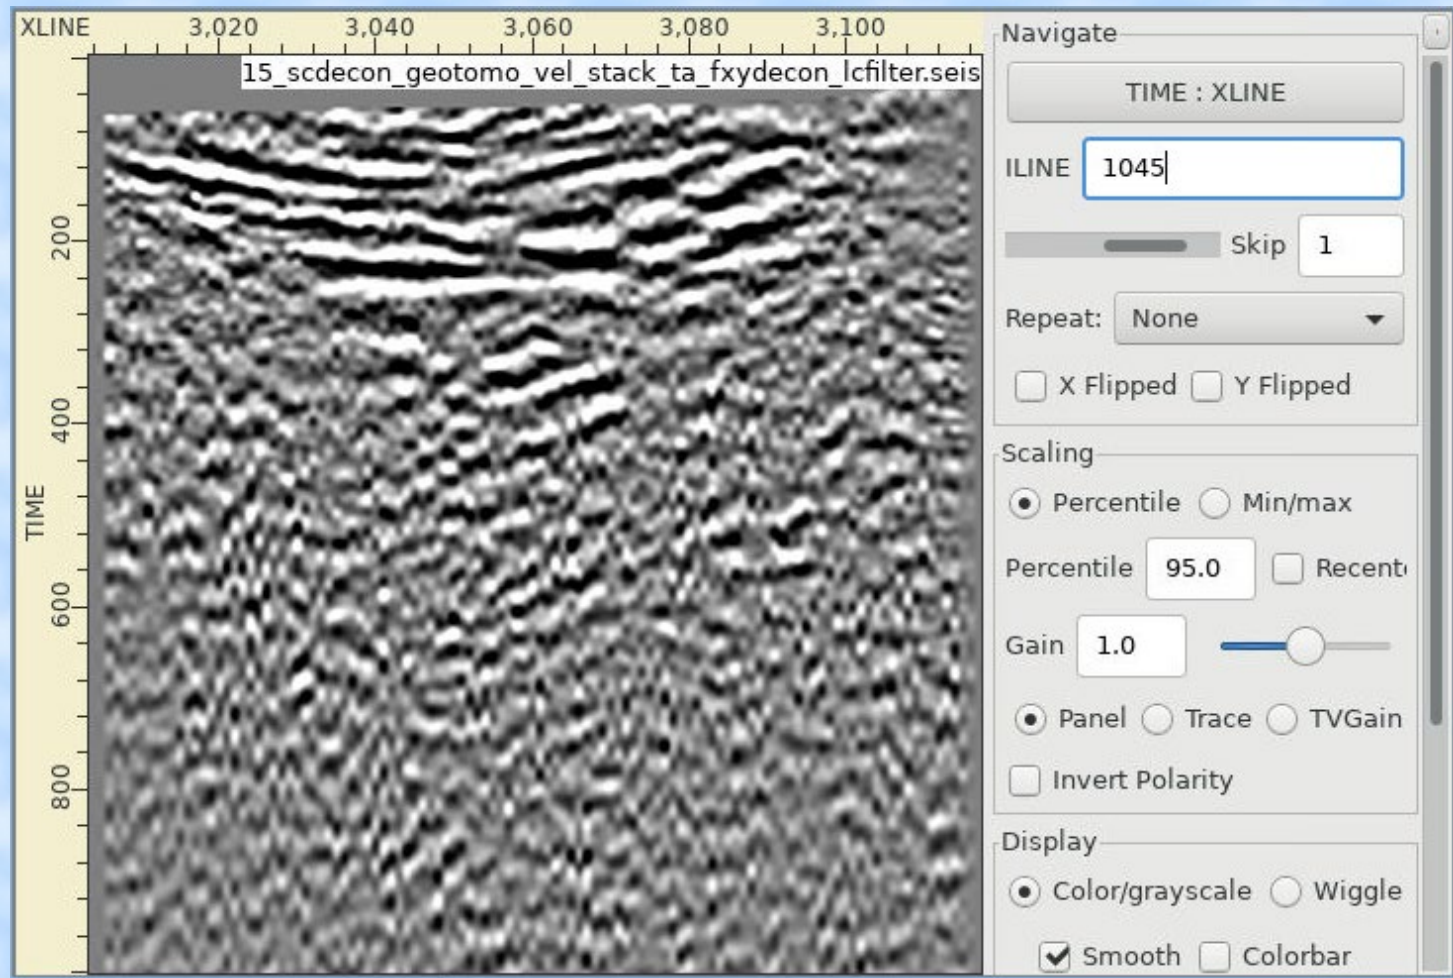 XLINE 3,020 3,040 3,060 3,080 3,100
15_scdecon_geotomo_vel_stack_ta_fxydecon_lcfilter.seis
TIME
200
400
600
800
Navigate
TIME : XLINE
ILINE 1045
Skip 1
Repeat: None
X Flipped Y Flipped
Scaling
Percentile Min/max
Percentile 95.0 Recent
Gain 1.0
Panel Trace TVGain
Invert Polarity
Display
Color/grayscale Wiggle
Smooth Colorbar